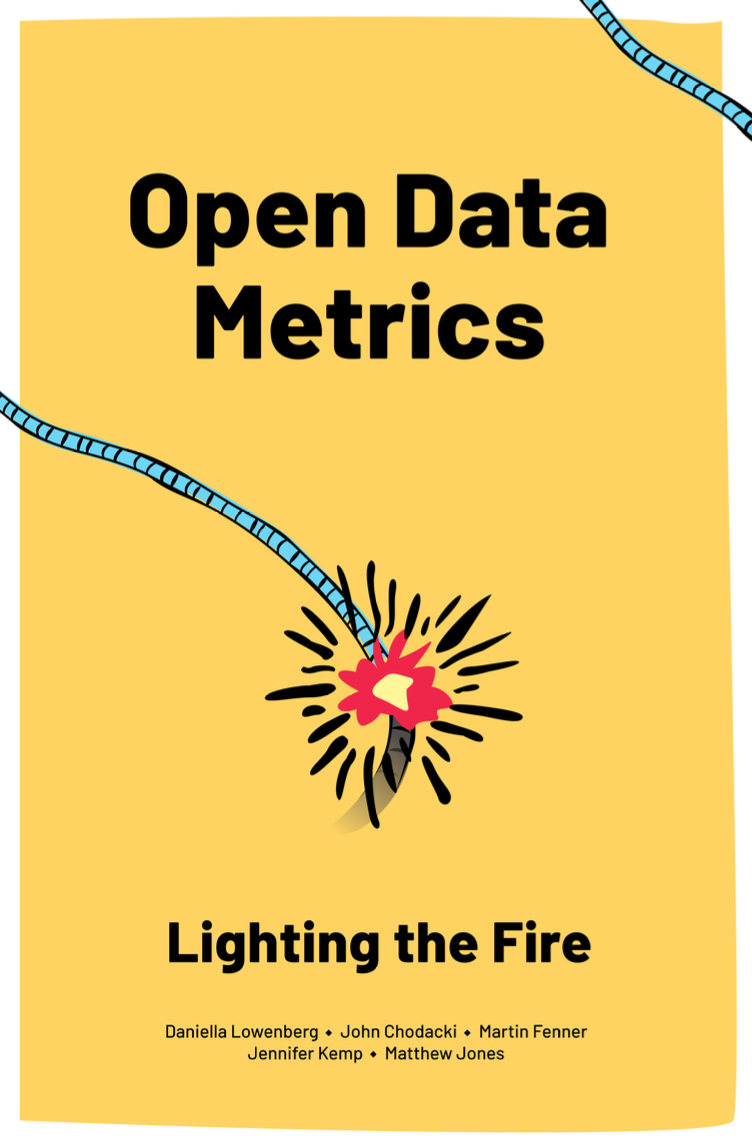 Open Data
Metrics
Lighting the Fire
Daniella Lowenberg ◆ John Chodacki ◆ Martin Fenner
Jennifer Kemp ◆ Matthew Jones